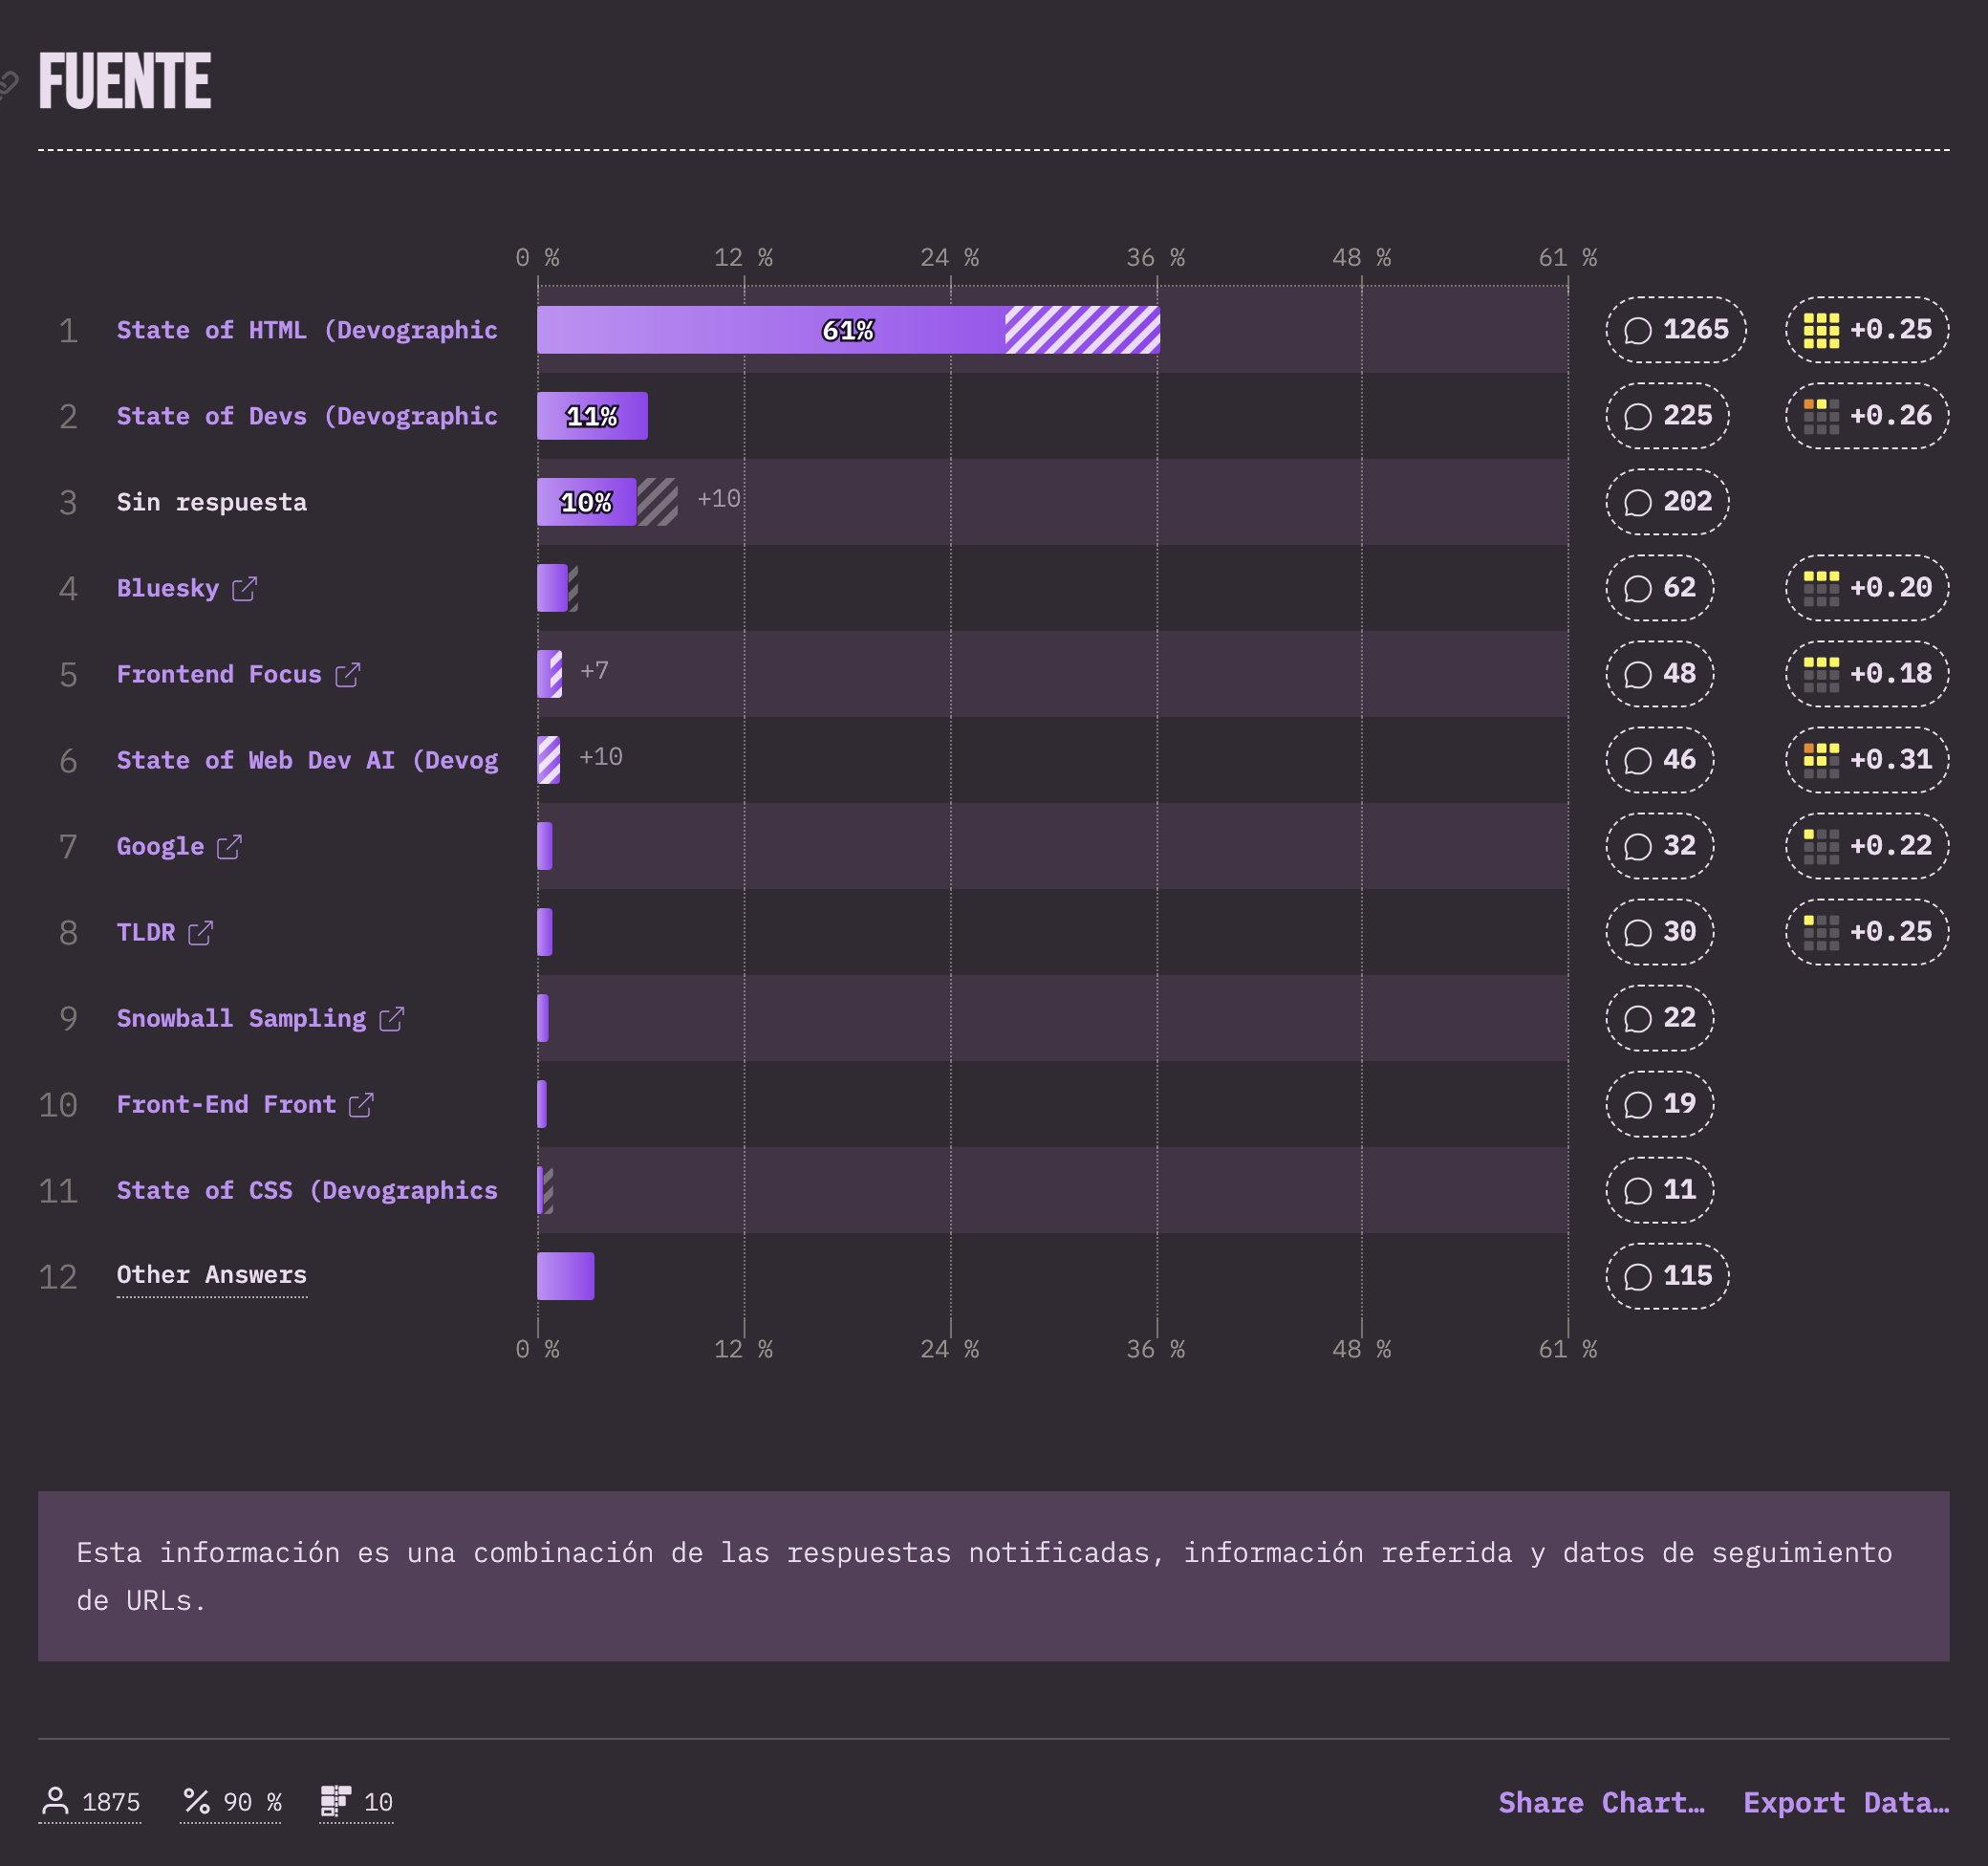 FUENTE
0 % 12 % 24 % 36 % 48 % 61 %
1 State of HTML (Devographic 61% 1265 +0.25
2 State of Devs (Devographic 11% 225 +0.26
3 Sin respuesta 10% +10 202
4 Bluesky 62 +0.20
5 Frontend Focus +7 48 +0.18
6 State of Web Dev AI (Devog +10 46 +0.31
7 Google 32 +0.22
8 TLDR 30 +0.25
9 Snowball Sampling 22
10 Front-End Front 19
11 State of CSS (Devographics 11
12 Other Answers 115
0 % 12 % 24 % 36 % 48 % 61 %
Esta información es una combinación de las respuestas notificadas, información referida y datos de seguimiento
de URLs.
1875 90 % 10 Share Chart… Export Data…